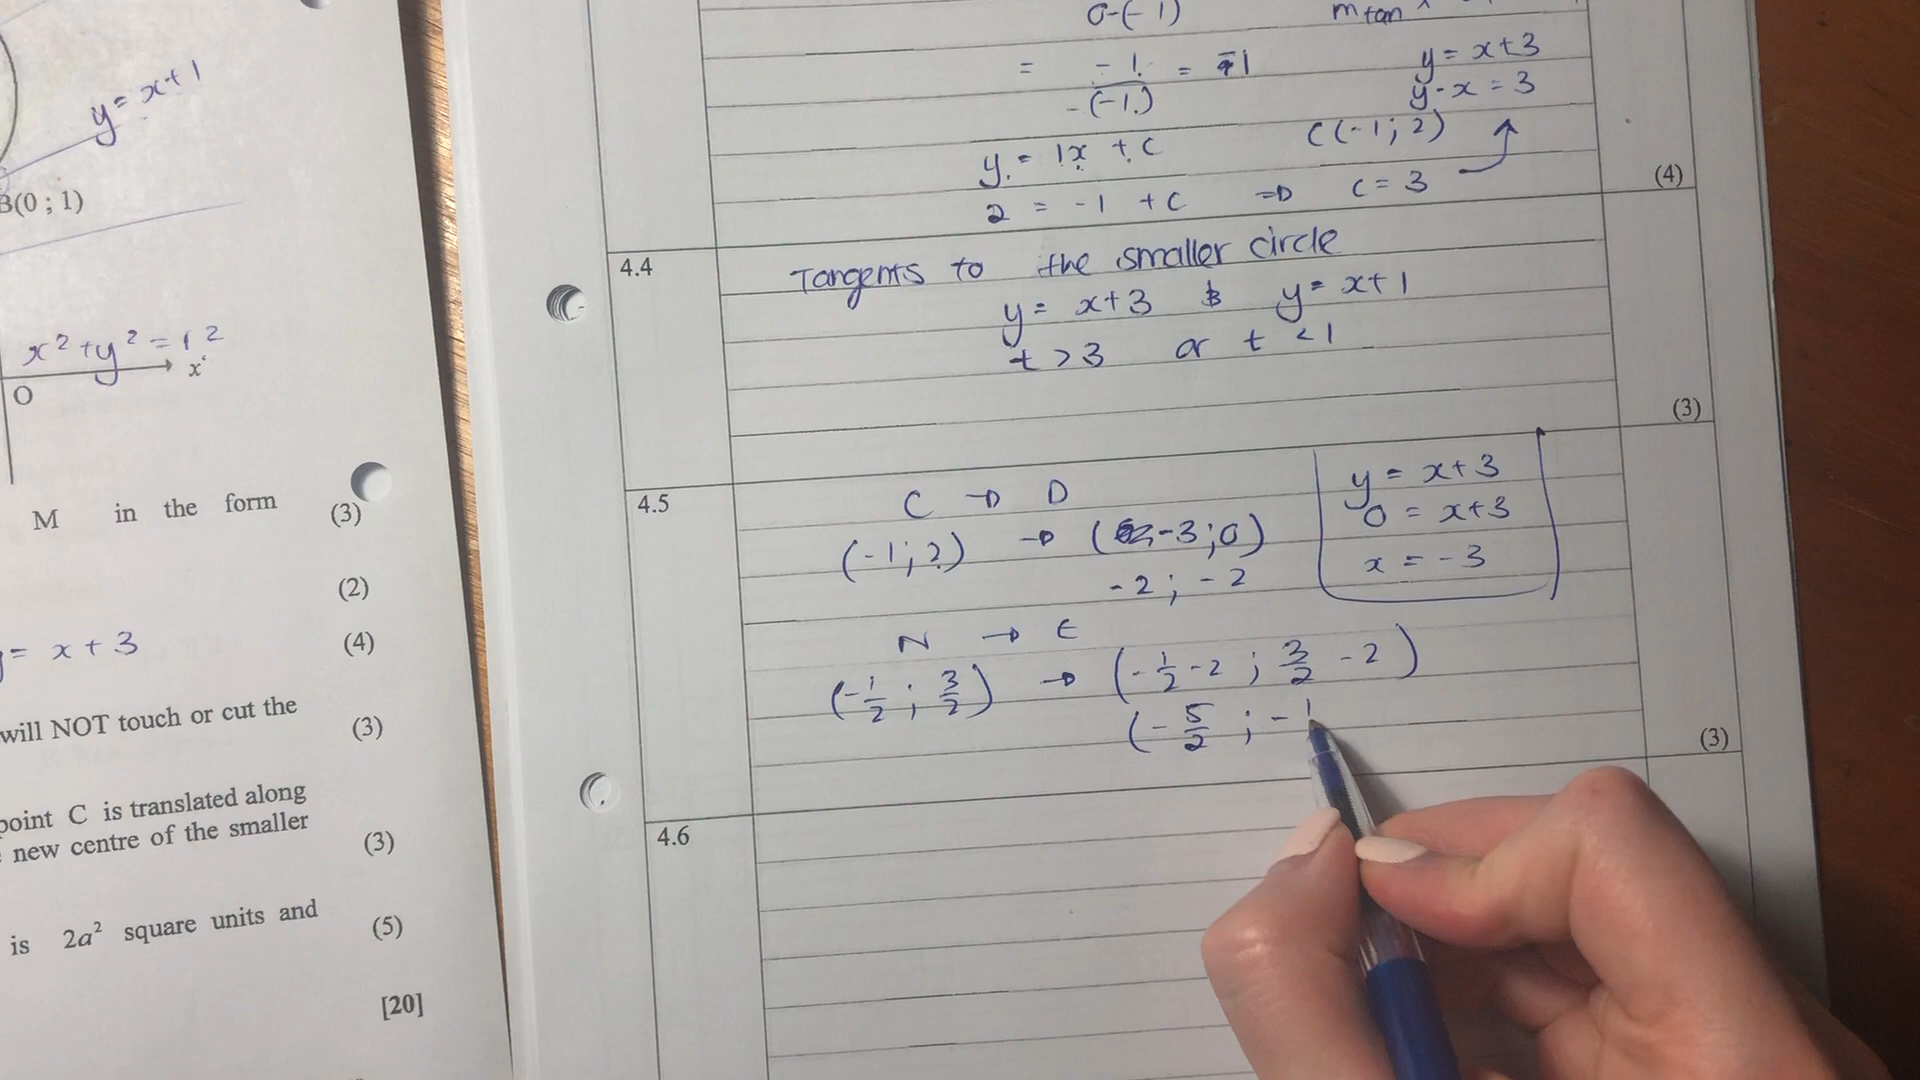 y = x + 1
B(0 ; 1)
x² + y² = 1²
x
O
M in the form
(3)
(2)
= x + 3
(4)
will NOT touch or cut the
(3)
point C is translated along
new centre of the smaller
(3)
is 2a² square units and
(5)
[20]
0-(-1)
m tan
= -1 / -(-1) = 1
y = x + 3
y - x = 3
C(-1 ; 2)
y = 1x + c
2 = -1 + c ⇒ c = 3
(4)
4.4
Tangents to the smaller circle
y = x + 3 & y = x + 1
t > 3 or t < 1
(3)
4.5
C → D
(-1 ; 2) → (-3 ; 0)
-2 ; -2
y = x + 3
0 = x + 3
x = -3
N → E
(-1/2 ; 3/2) → (-1/2 - 2 ; 3/2 - 2)
(-5/2 ; -1
(3)
4.6